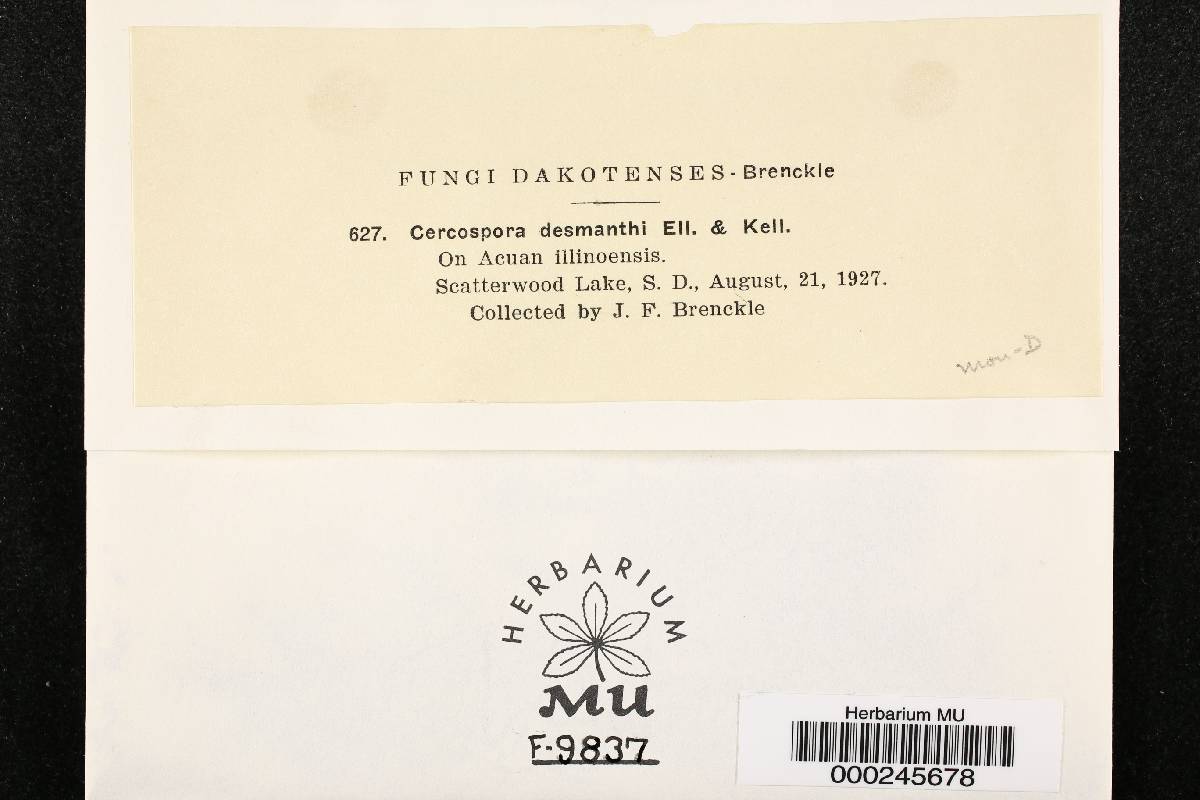 FUNGI DAKOTENSES - Brenckle
627. Cercospora desmanthi Ell. & Kell.
On Acuan illinoensis.
Scatterwood Lake, S. D., August, 21, 1927.
Collected by J. F. Brenckle
Mon-D
HERBARIUM
MU
F-9837
Herbarium MU
000245678